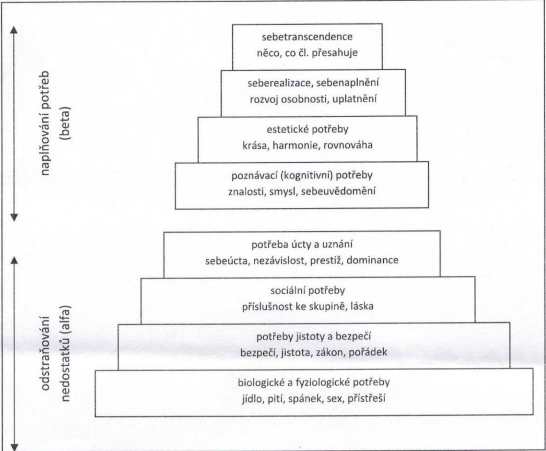 sebetranscendence
něco, co čl. přesahuje
seberealizace, sebenaplnění
rozvoj osobnosti, uplatnění
estetické potřeby
krása, harmonie, rovnováha
poznávací (kognitivní) potřeby
znalosti, smysl, sebeuvědomění
naplňování potřeb
(beta)
potřeba úcty a uznání
sebeúcta, nezávislost, prestiž, dominance
sociální potřeby
příslušnost ke skupině, láska
potřeby jistoty a bezpečí
bezpečí, jistota, zákon, pořádek
biologické a fyziologické potřeby
jídlo, pití, spánek, sex, přístřeší
odstraňování
nedostatků (alfa)